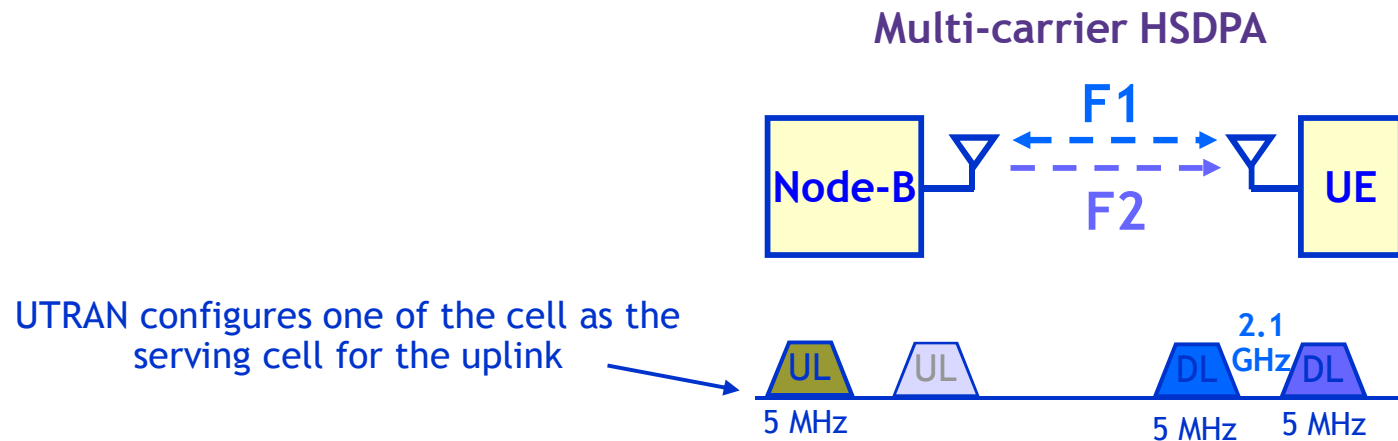 Multi-carrier HSDPA
F1
Node-B
UE
F2
UTRAN configures one of the cell as the
serving cell for the uplink
2.1
GHz
UL
UL
DL
DL
5 MHz
5 MHz
5 MHz